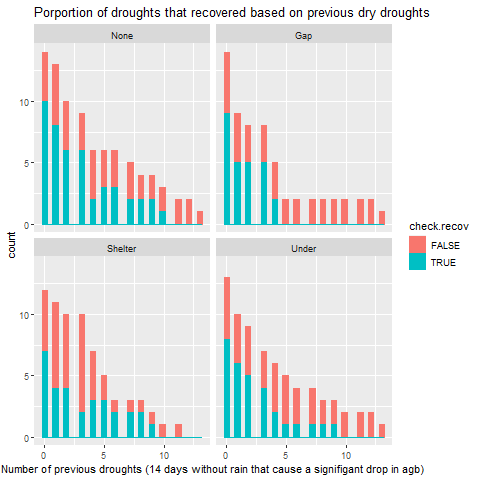 Porportion of droughts that recovered based on previous dry droughts
None
Gap
10
5
0
Shelter
Under
10
5
0
0
5
10
0
5
10
count
Number of previous droughts (14 days without rain that cause a signifigant drop in agb)
check.recov
FALSE
TRUE